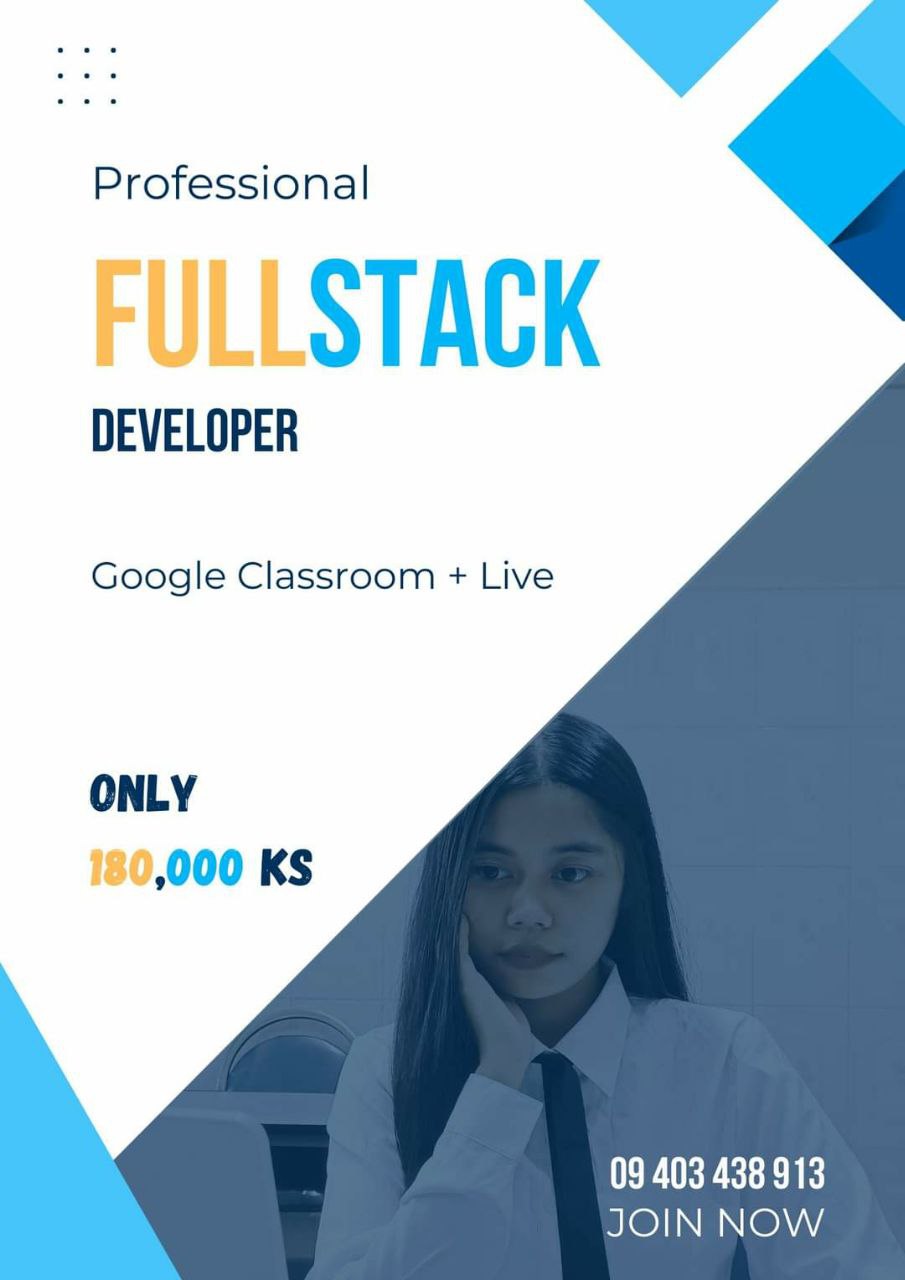 Professional
FULLSTACK
DEVELOPER
Google Classroom + Live
ONLY
180,000 KS
09 403 438 913
JOIN NOW